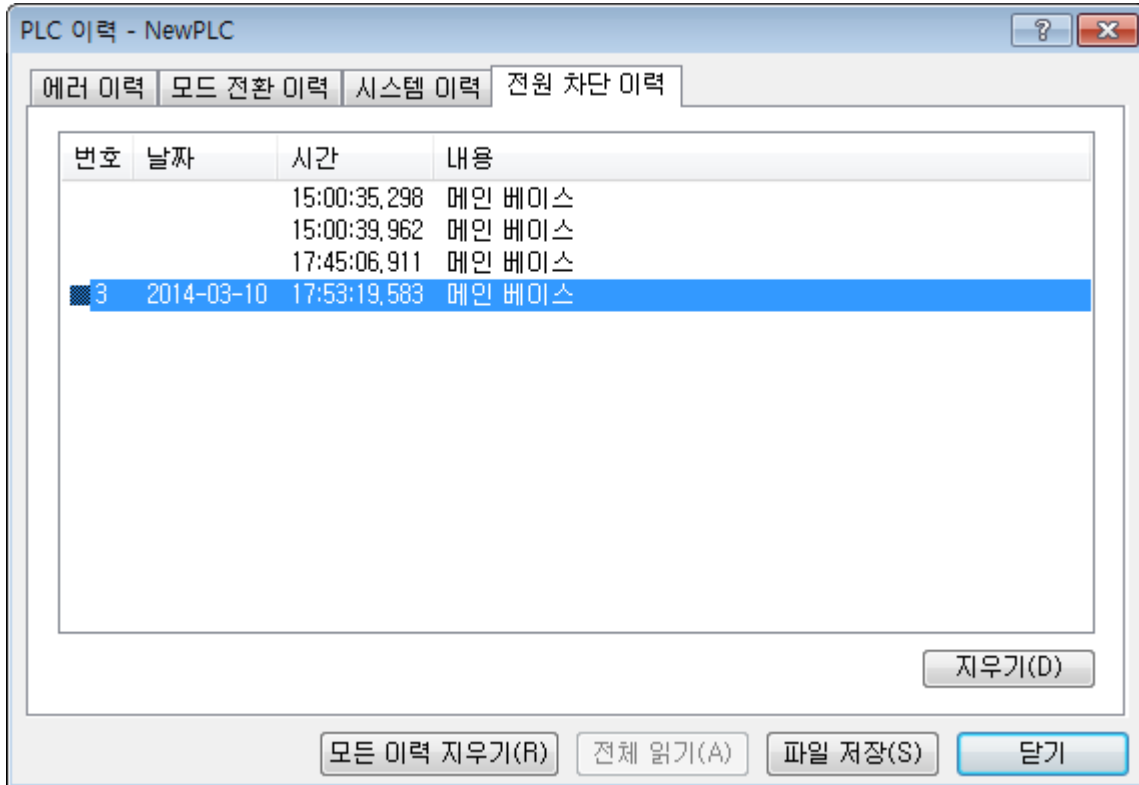 PLC 이력 - NewPLC
에러 이력 모드 전환 이력 시스템 이력 전원 차단 이력
번호 날짜 시간 내용
15:00:35,298 메인 베이스
15:00:39,962 메인 베이스
17:45:06,911 메인 베이스
3 2014-03-10 17:53:19,583 메인 베이스
지우기(D)
모든 이력 지우기(R) 전체 읽기(A) 파일 저장(S) 닫기